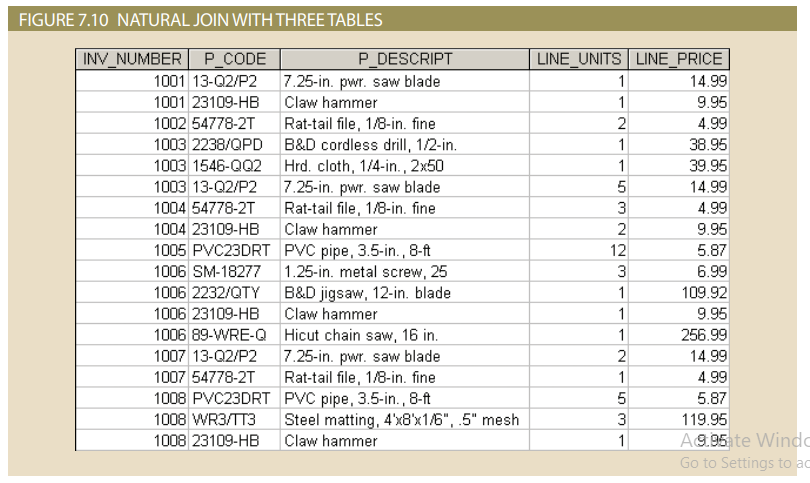 FIGURE 7.10 NATURAL JOIN WITH THREE TABLES
INV_NUMBER P_CODE P_DESCRIPT LINE_UNITS LINE_PRICE
1001 13-Q2/P2 7.25-in. pwr. saw blade 1 14.99
1001 23109-HB Claw hammer 1 9.95
1002 54778-2T Rat-tail file, 1/8-in. fine 2 4.99
1003 2238/QPD B&D cordless drill, 1/2-in. 1 38.95
1003 1546-QQ2 Hrd. cloth, 1/4-in., 2x50 1 39.95
1003 13-Q2/P2 7.25-in. pwr. saw blade 5 14.99
1004 54778-2T Rat-tail file, 1/8-in. fine 3 4.99
1004 23109-HB Claw hammer 2 9.95
1005 PVC23DRT PVC pipe, 3.5-in., 8-ft 12 5.87
1006 SM-18277 1.25-in. metal screw, 25 3 6.99
1006 2232/QTY B&D jigsaw, 12-in. blade 1 109.92
1006 23109-HB Claw hammer 1 9.95
1006 89-WRE-Q Hicut chain saw, 16 in. 1 256.99
1007 13-Q2/P2 7.25-in. pwr. saw blade 2 14.99
1007 54778-2T Rat-tail file, 1/8-in. fine 1 4.99
1008 PVC23DRT PVC pipe, 3.5-in., 8-ft 5 5.87
1008 WR3/TT3 Steel matting, 4'x8'x1/6", .5" mesh 3 119.95
1008 23109-HB Claw hammer 1 9.95
Activate Windo
Go to Settings to ac